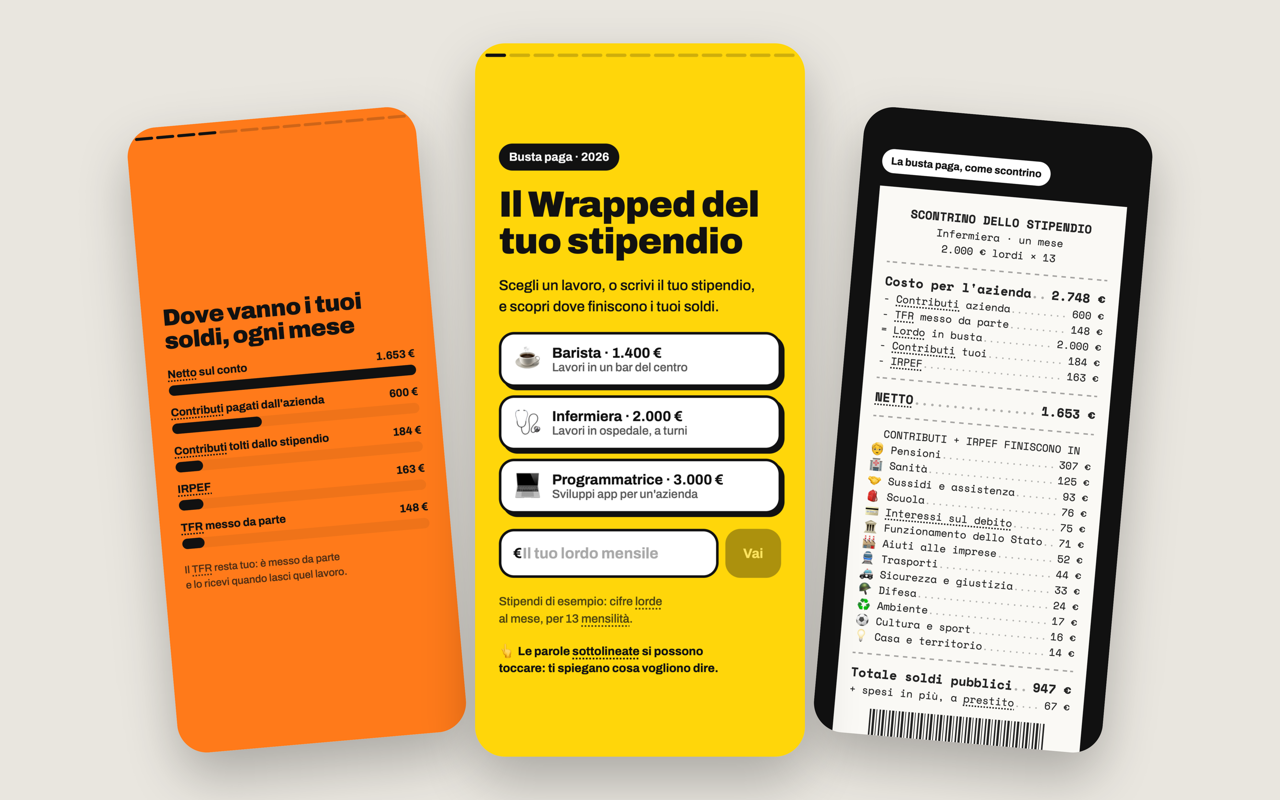 Dove vanno i tuoi
soldi, ogni mese
Netto sul conto 1.653 €
Contributi pagati dall'azienda 600 €
Contributi tolti dallo stipendio 184 €
IRPEF 163 €
TFR messo da parte 148 €
Il TFR resta tuo: è messo da parte
e lo ricevi quando lasci quel lavoro.
Busta paga · 2026
Il Wrapped del
tuo stipendio
Scegli un lavoro, o scrivi il tuo stipendio,
e scopri dove finiscono i tuoi soldi.
Barista · 1.400 €
Lavori in un bar del centro
Infermiera · 2.000 €
Lavori in ospedale, a turni
Programmatrice · 3.000 €
Sviluppi app per un'azienda
€Il tuo lordo mensile
Vai
Stipendi di esempio: cifre lorde
al mese, per 13 mensilità.
Le parole sottolineate si possono
toccare: ti spiegano cosa vogliono dire.
La busta paga, come scontrino
SCONTRINO DELLO STIPENDIO
Infermiera · un mese
2.000 € lordi × 13
Costo per l'azienda.. 2.748 €
- Contributi azienda......... 600 €
- TFR messo da parte......... 148 €
= Lordo in busta........... 2.000 €
- Contributi tuoi............ 184 €
- IRPEF...................... 163 €
NETTO.............. 1.653 €
CONTRIBUTI + IRPEF FINISCONO IN
Pensioni................ 307 €
Sanità.................. 125 €
Sussidi e assistenza..... 93 €
Scuola................... 76 €
Interessi sul debito..... 75 €
Funzionamento dello Stato.. 71 €
Aiuti alle imprese....... 52 €
Trasporti................ 44 €
Sicurezza e giustizia.... 33 €
Difesa................... 24 €
Ambiente................. 17 €
Cultura e sport.......... 16 €
Casa e territorio........ 14 €
Totale soldi pubblici.. 947 €
+ spesi in più, a prestito.... 67 €